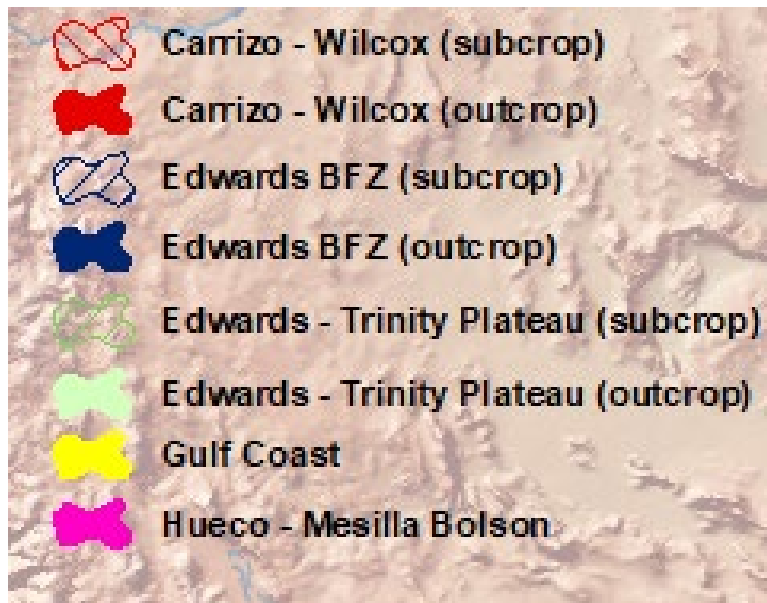 Carrizo - Wilcox (subcrop)
Carrizo - Wilcox (outcrop)
Edwards BFZ (subcrop)
Edwards BFZ (outcrop)
Edwards - Trinity Plateau (subcrop)
Edwards - Trinity Plateau (outcrop)
Gulf Coast
Hueco - Mesilla Bolson